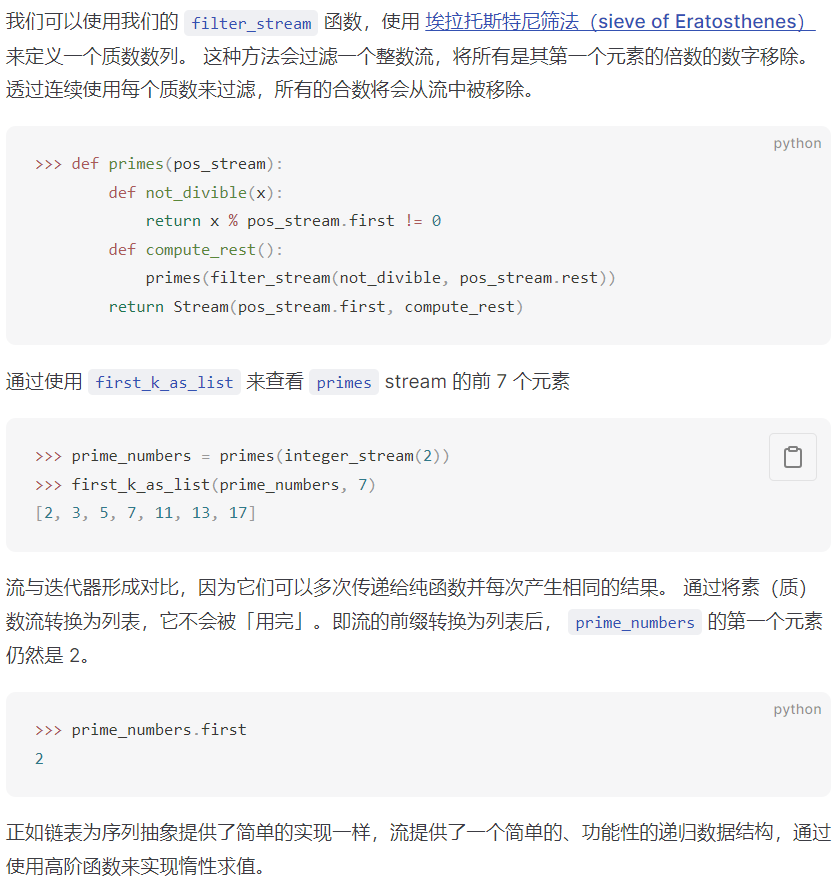 我们可以使用我们的 filter_stream 函数，使用 埃拉托斯特尼筛法（sieve of Eratosthenes）
来定义一个质数数列。 这种方法会过滤一个整数流，将所有是其第一个元素的倍数的数字移除。
透过连续使用每个质数来过滤，所有的合数将会从流中被移除。
python
>>> def primes(pos_stream):
        def not_divible(x):
            return x % pos_stream.first != 0
        def compute_rest():
            primes(filter_stream(not_divible, pos_stream.rest))
        return Stream(pos_stream.first, compute_rest)
通过使用 first_k_as_list 来查看 primes stream 的前 7 个元素
>>> prime_numbers = primes(integer_stream(2))
>>> first_k_as_list(prime_numbers, 7)
[2, 3, 5, 7, 11, 13, 17]
流与迭代器形成对比，因为它们可以多次传递给纯函数并每次产生相同的结果。 通过将素（质）
数流转换为列表，它不会被「用完」。即流的前缀转换为列表后， prime_numbers 的第一个元素
仍然是 2。
python
>>> prime_numbers.first
2
正如链表为序列抽象提供了简单的实现一样，流提供了一个简单的、功能性的递归数据结构，通过
使用高阶函数来实现惰性求值。